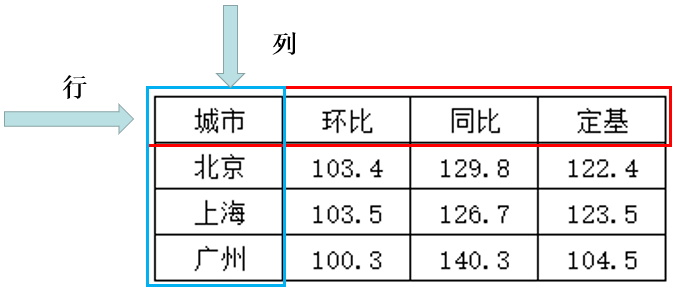 列
行
城市 环比 同比 定基
北京 103.4 129.8 122.4
上海 103.5 126.7 123.5
广州 100.3 140.3 104.5